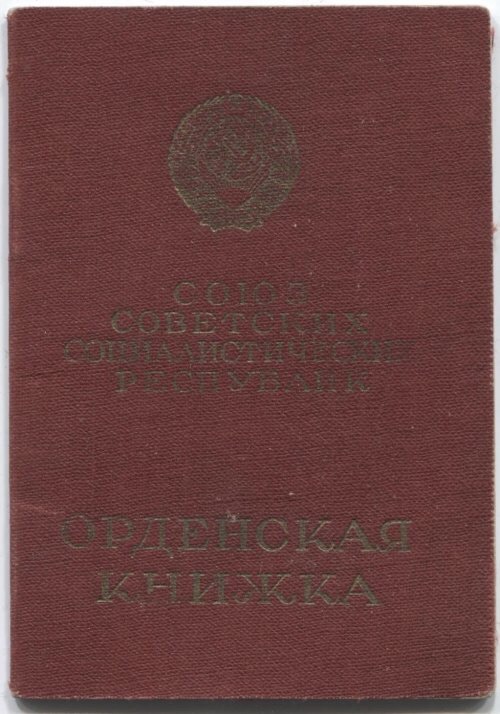 СОЮЗ
СОВЕТСКИХ
СОЦИАЛИСТИЧЕСКИХ
РЕСПУБЛИК
ОРДЕНСКАЯ
КНИЖКА